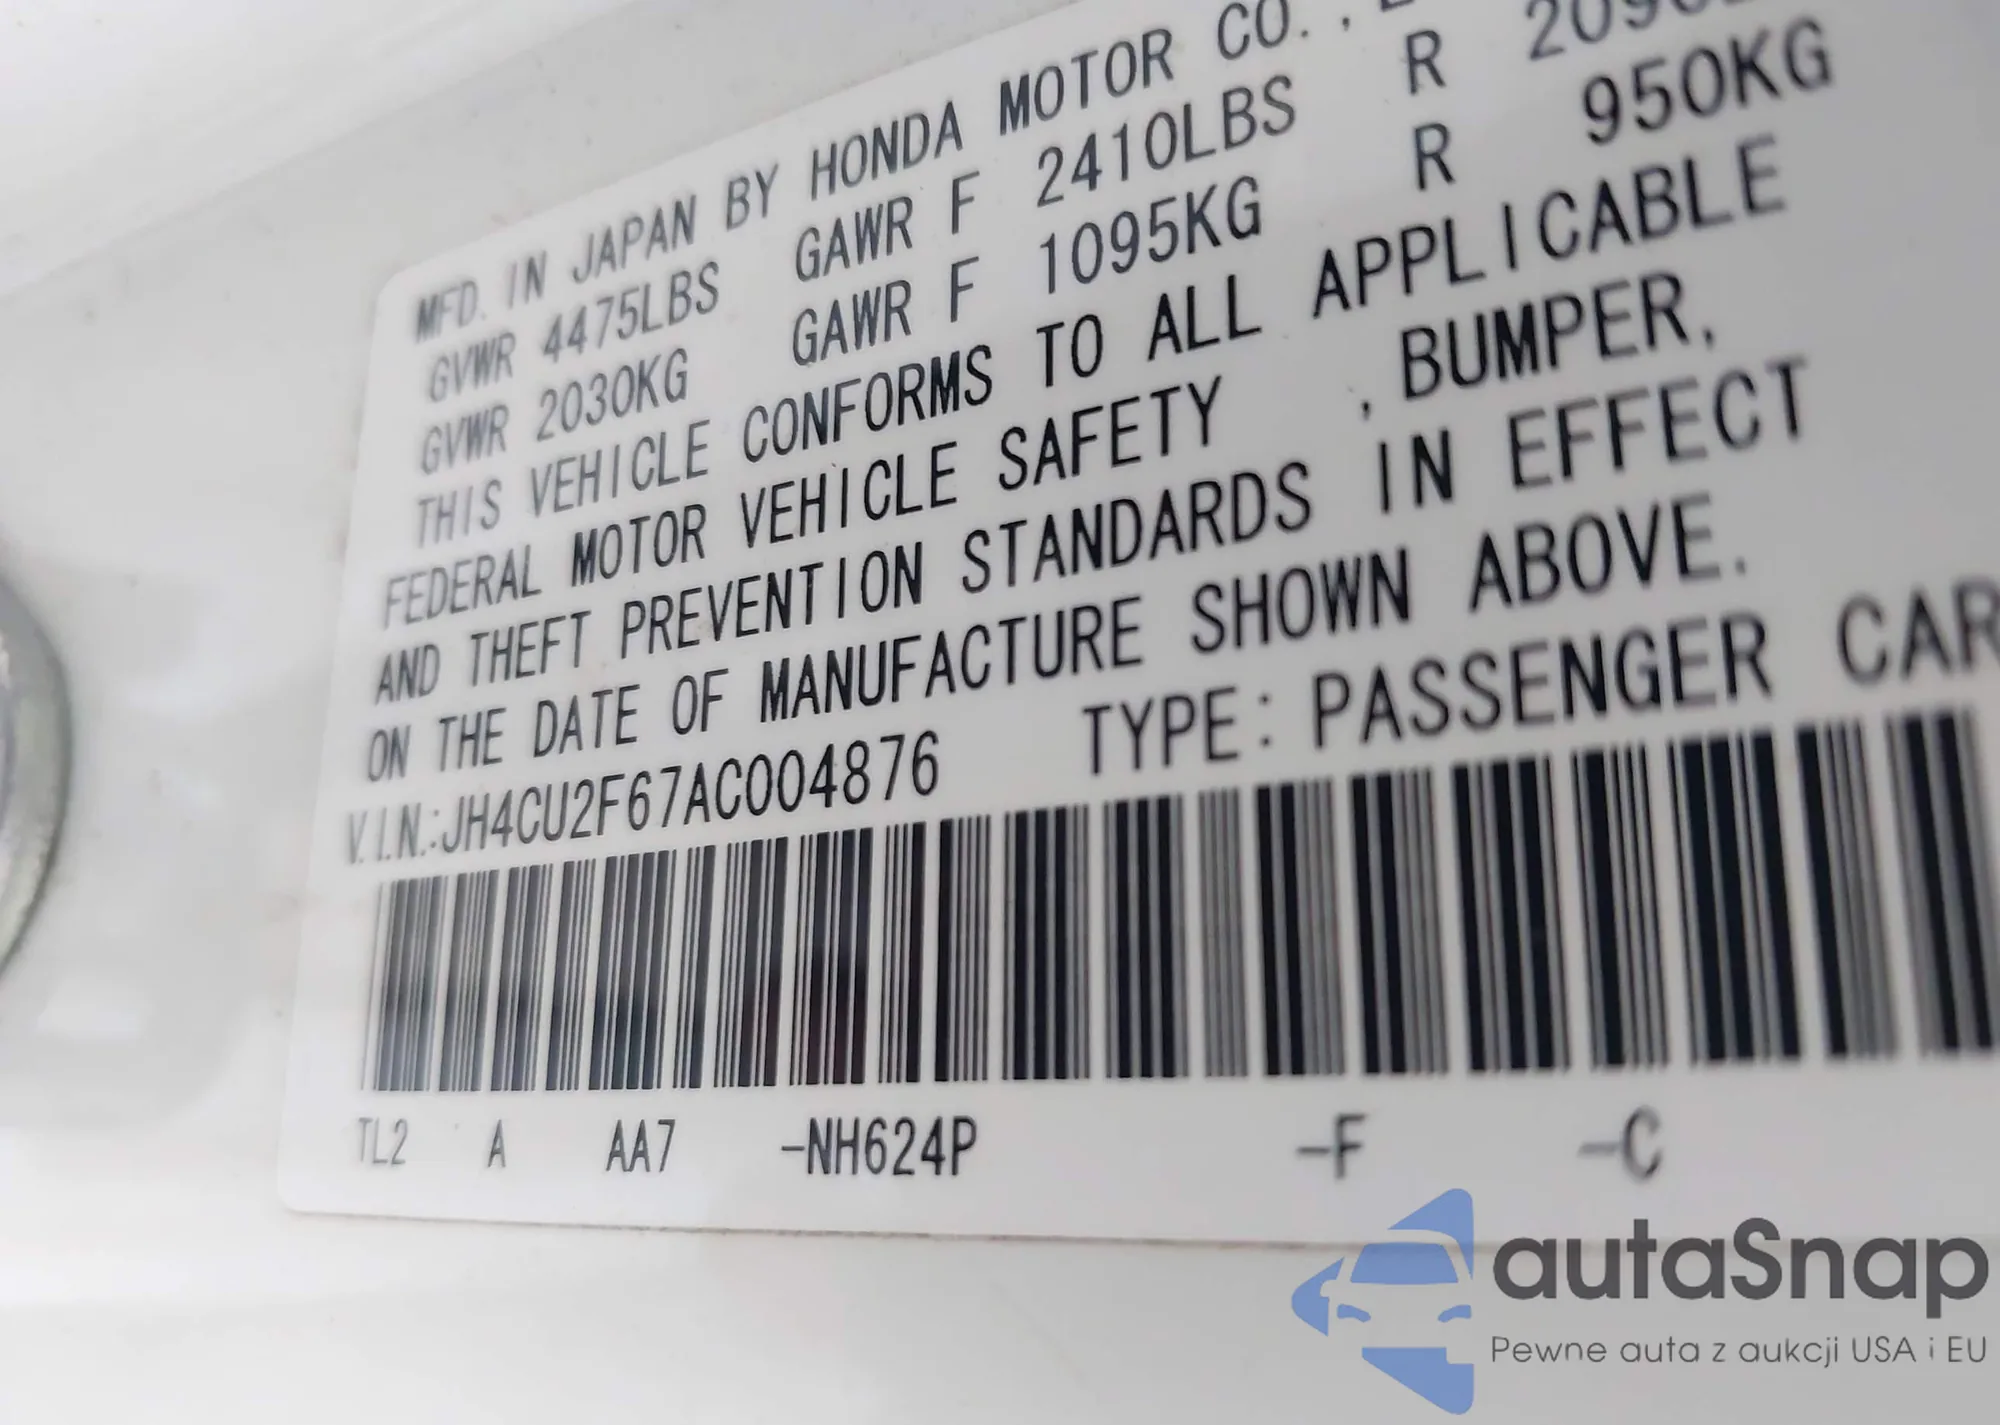 MFD. IN JAPAN BY HONDA MOTOR CO.,
GVWR 4475LBS GAWR F 2410LBS R
GVWR 2030KG GAWR F 1095KG R 950KG
THIS VEHICLE CONFORMS TO ALL APPLICABLE
FEDERAL MOTOR VEHICLE SAFETY , BUMPER,
AND THEFT PREVENTION STANDARDS IN EFFECT
ON THE DATE OF MANUFACTURE SHOWN ABOVE.
V.I.N.:JH4CU2F67AC004876 TYPE: PASSENGER CAR
TL2 A AA7 -NH624P -F -C
autaSnap
Pewne auta z aukcji USA i EU